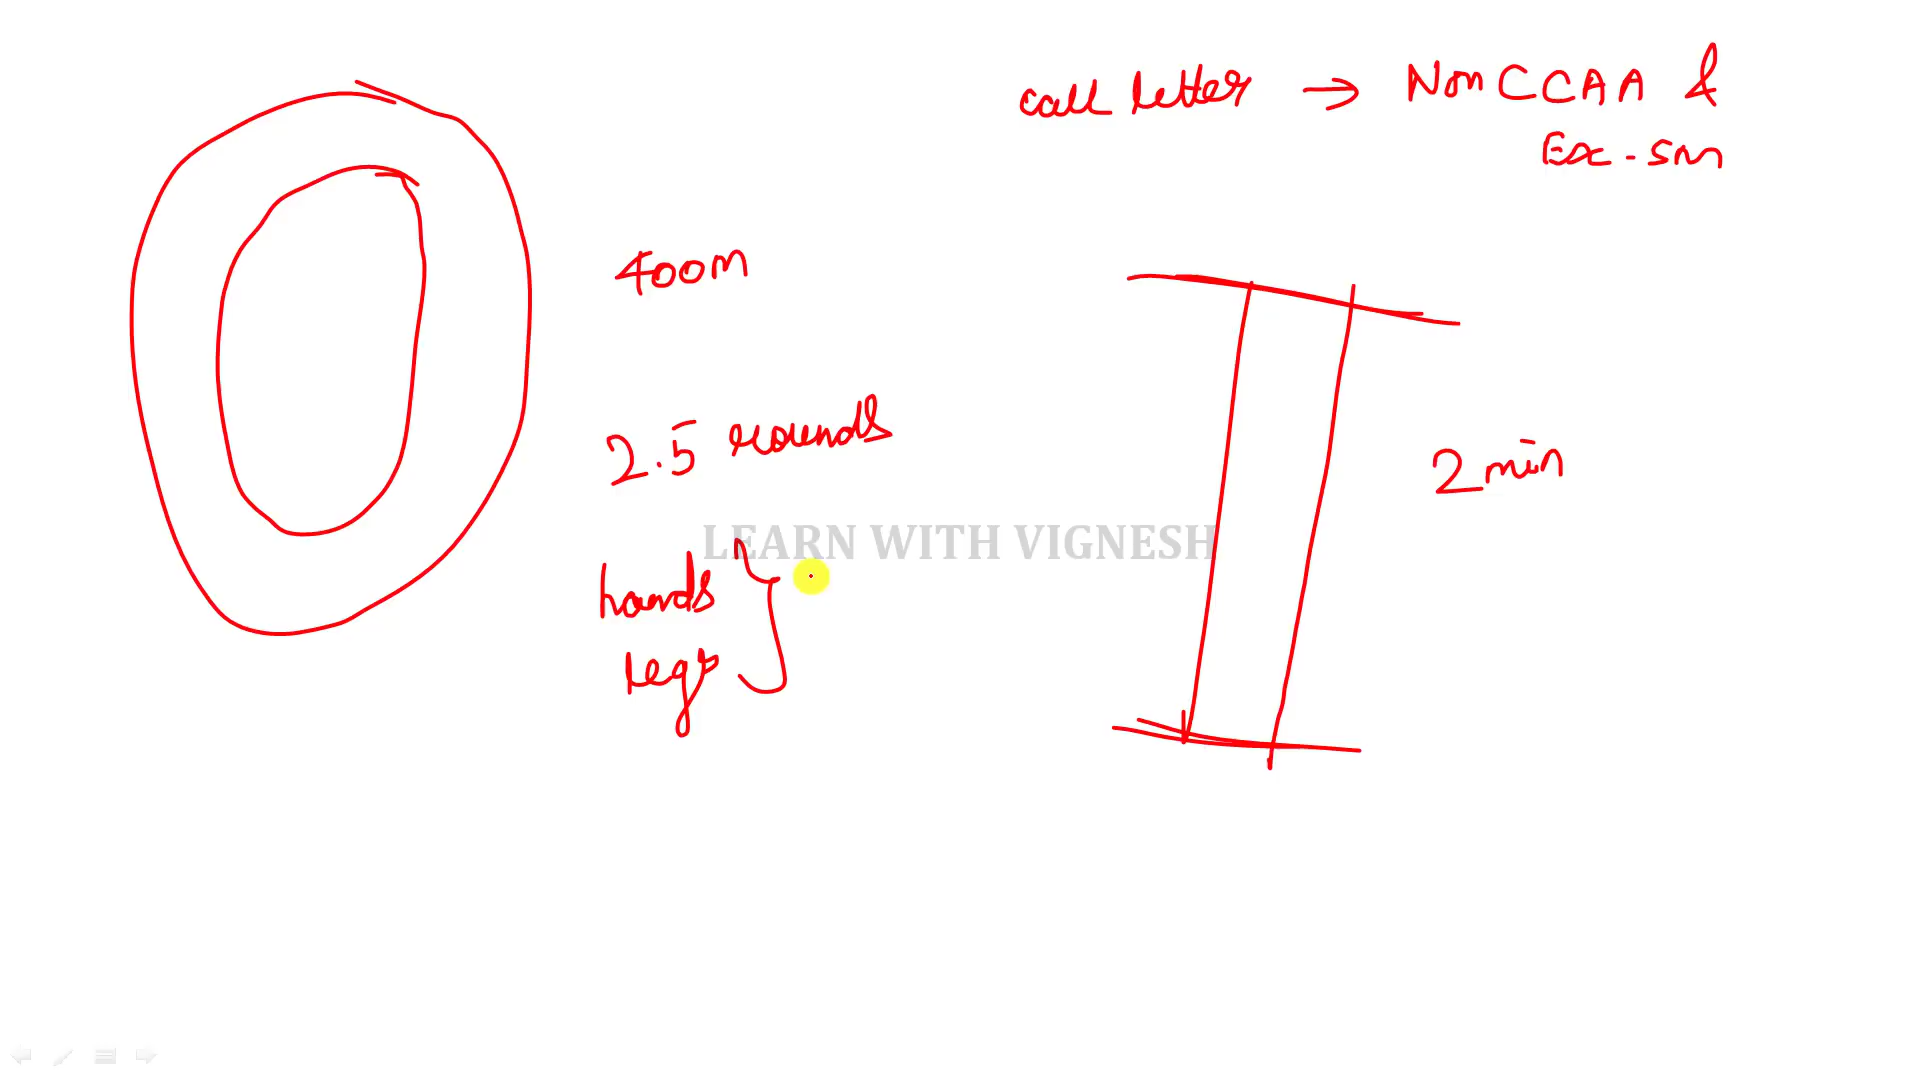 call letter → Non CCAA &
Ex-sm
400m
2.5 rounds
2 min
LEARN WITH VIGNESH
hands
legs